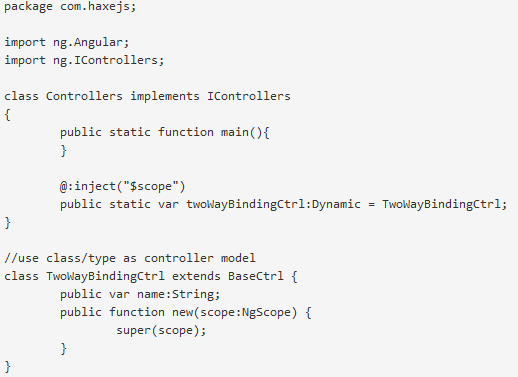 package com.haxejs;

import ng.Angular;
import ng.IControllers;

class Controllers implements IControllers
{
        public static function main(){
        }

        @:inject("$scope")
        public static var twoWayBindingCtrl:Dynamic = TwoWayBindingCtrl;
}

//use class/type as controller model
class TwoWayBindingCtrl extends BaseCtrl {
        public var name:String;
        public function new(scope:NgScope) {
                super(scope);
        }
}